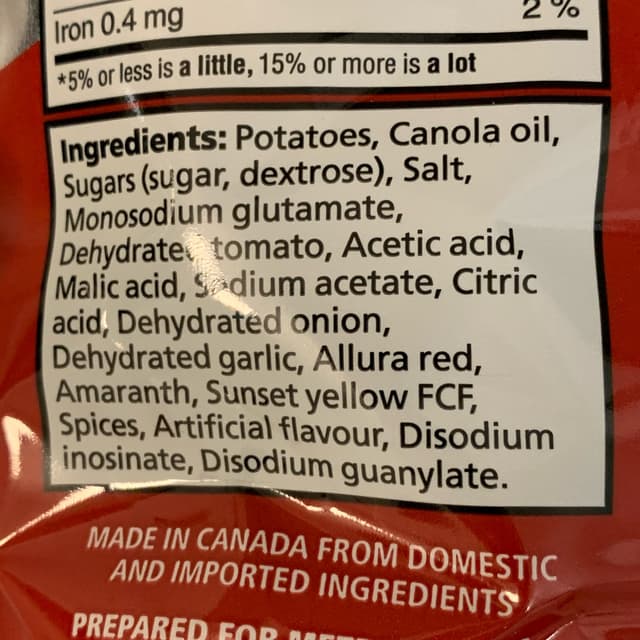 Iron 0.4 mg 2 %
*5% or less is a little, 15% or more is a lot
Ingredients: Potatoes, Canola oil,
Sugars (sugar, dextrose), Salt,
Monosodium glutamate,
Dehydrated tomato, Acetic acid,
Malic acid, Sodium acetate, Citric
acid, Dehydrated onion,
Dehydrated garlic, Allura red,
Amaranth, Sunset yellow FCF,
Spices, Artificial flavour, Disodium
inosinate, Disodium guanylate.
MADE IN CANADA FROM DOMESTIC
AND IMPORTED INGREDIENTS
PREPARED FOR